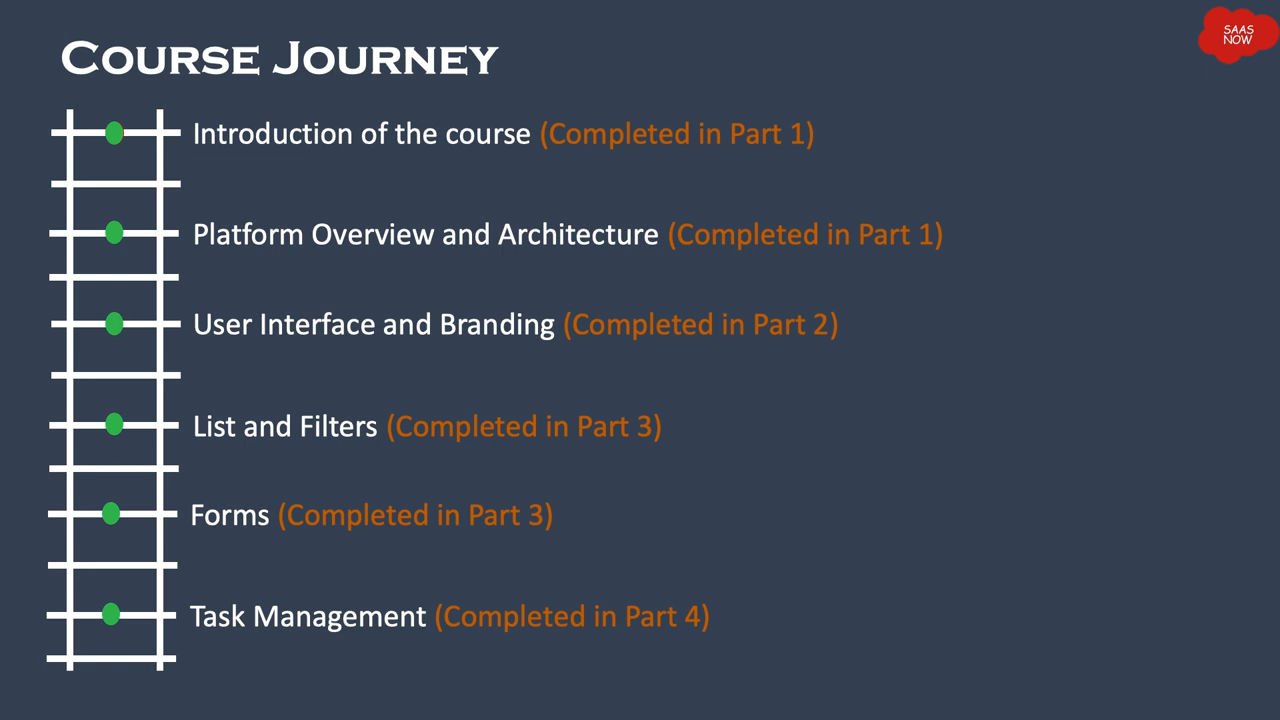 COURSE JOURNEY
SAAS
NOW
Introduction of the course (Completed in Part 1)
Platform Overview and Architecture (Completed in Part 1)
User Interface and Branding (Completed in Part 2)
List and Filters (Completed in Part 3)
Forms (Completed in Part 3)
Task Management (Completed in Part 4)